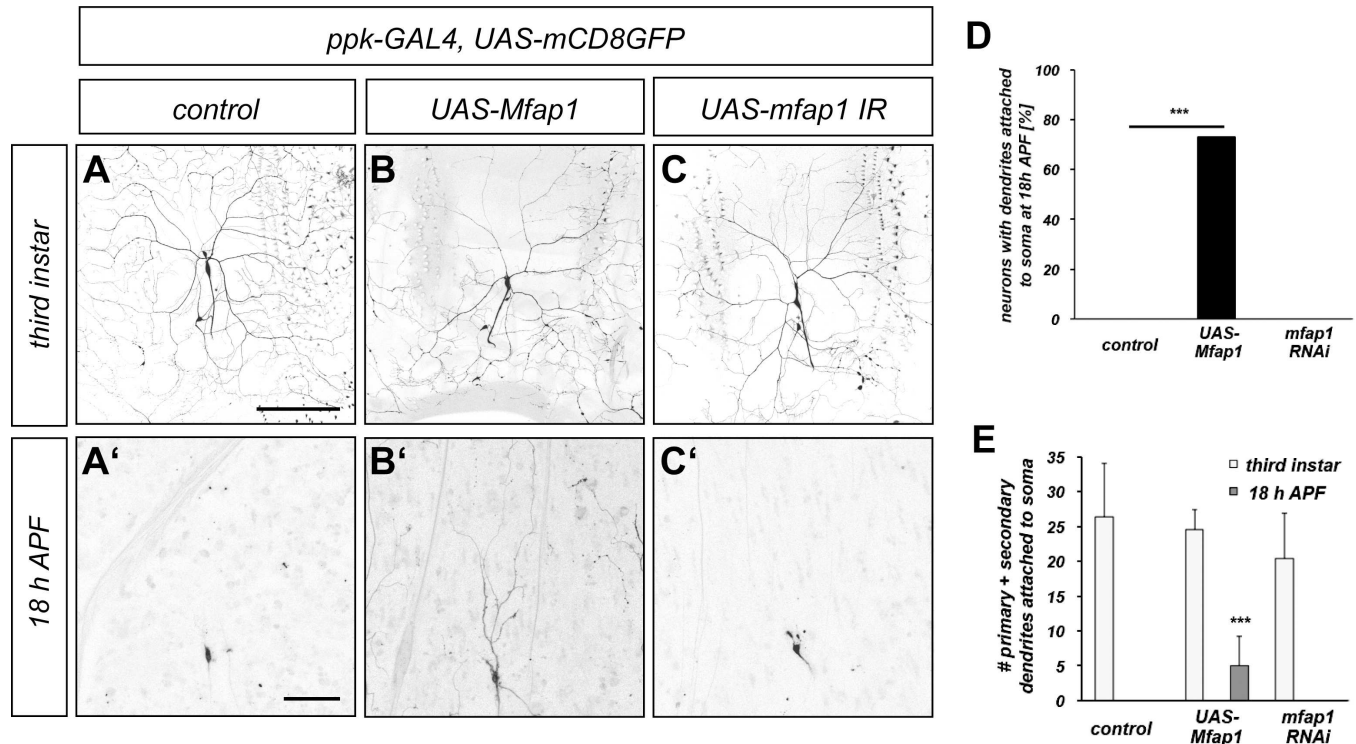 ppk-GAL4, UAS-mCD8GFP
control
UAS-Mfap1
UAS-mfap1 IR
third instar
A
B
C
18 h APF
A‘
B‘
C‘
D
neurons with dendrites attached
to soma at 18h APF [%]
100
80
60
40
20
0
***
control
UAS-
Mfap1
mfap1
RNAi
E
# primary + secondary
dendrites attached to soma
35
30
25
20
15
10
5
0
third instar
18 h APF
***
control
UAS-
Mfap1
mfap1
RNAi